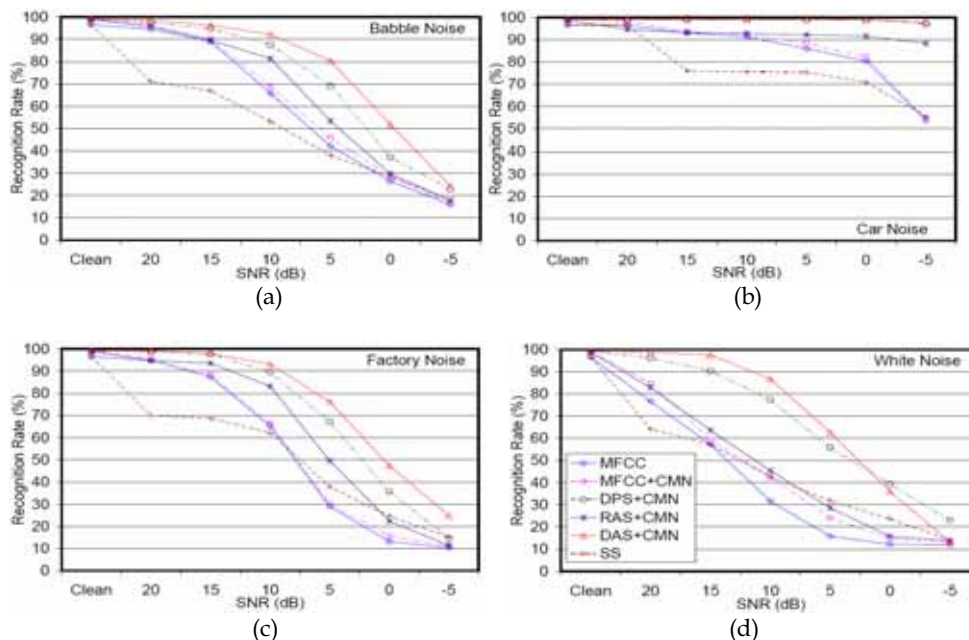 Babble Noise
Recognition Rate (%)
100
90
80
70
60
50
40
30
20
10
0
Clean 20 15 10 5 0 -5
SNR (dB)
(a)
Car Noise
Recognition Rate (%)
100
90
80
70
60
50
40
30
20
10
0
Clean 20 15 10 5 0 -5
SNR (dB)
(b)
Factory Noise
Recognition Rate (%)
100
90
80
70
60
50
40
30
20
10
0
Clean 20 15 10 5 0 -5
SNR (dB)
(c)
White Noise
Recognition Rate (%)
100
90
80
70
60
50
40
30
20
10
0
MFCC
MFCC+CMN
DPS+CMN
RAS+CMN
DAS+CMN
SS
Clean 20 15 10 5 0 -5
SNR (dB)
(d)